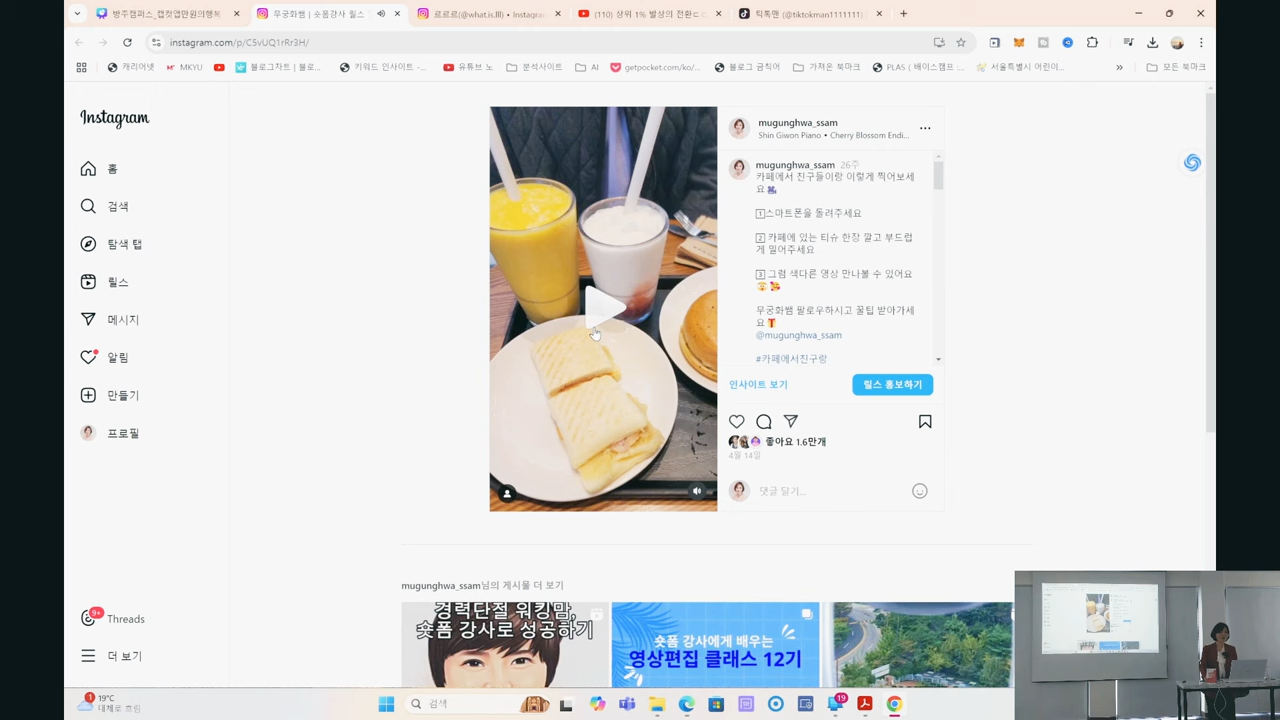 방주캠퍼스_캡컷앱만원의행복
무궁화쌤 | 숏폼강사 릴스
르르르(@what.is.lll) • Instagram
(110) 상위 1% 발상의 전환ㄷ
틱톡맨 (@tiktokman1111111)
instagram.com/p/C5vUQ1rRr3H/
캐리어넷
MKYU
블로그차트 | 블로...
키워드 인사이트 -...
유튜브 노
분석사이트
AI
getpocket.com/ko/...
블로그 금칙어
가져온 북마크
PLAS ( 배이스캠프 :...
서울특별시 어린이...
»
모든 북마크
Instagram
홈
검색
탐색 탭
릴스
메시지
알림
만들기
프로필
9+
Threads
더 보기
mugunghwa_ssam
Shin Giwon Piano • Cherry Blossom Endi...
mugunghwa_ssam 26주
카페에서 친구들이랑 이렇게 찍어보세
요
1스마트폰을 돌려주세요
2 카페에 있는 티슈 한장 깔고 부드럽
게 밀어주세요
3 그럼 색다른 영상 만나볼 수 있어요
무궁화쌤 팔로우하시고 꿀팁 받아가세
요
@mugunghwa_ssam
#카페에서친구랑
인사이트 보기
릴스 홍보하기
좋아요 1.6만개
4월 14일
댓글 달기...
mugunghwa_ssam님의 게시물 더 보기
경력단절 워킹맘,
숏폼 강사로 성공하기
숏폼 강사에게 배우는
영상편집 클래스 12기
1
19°C
대체로 흐림
검색
19